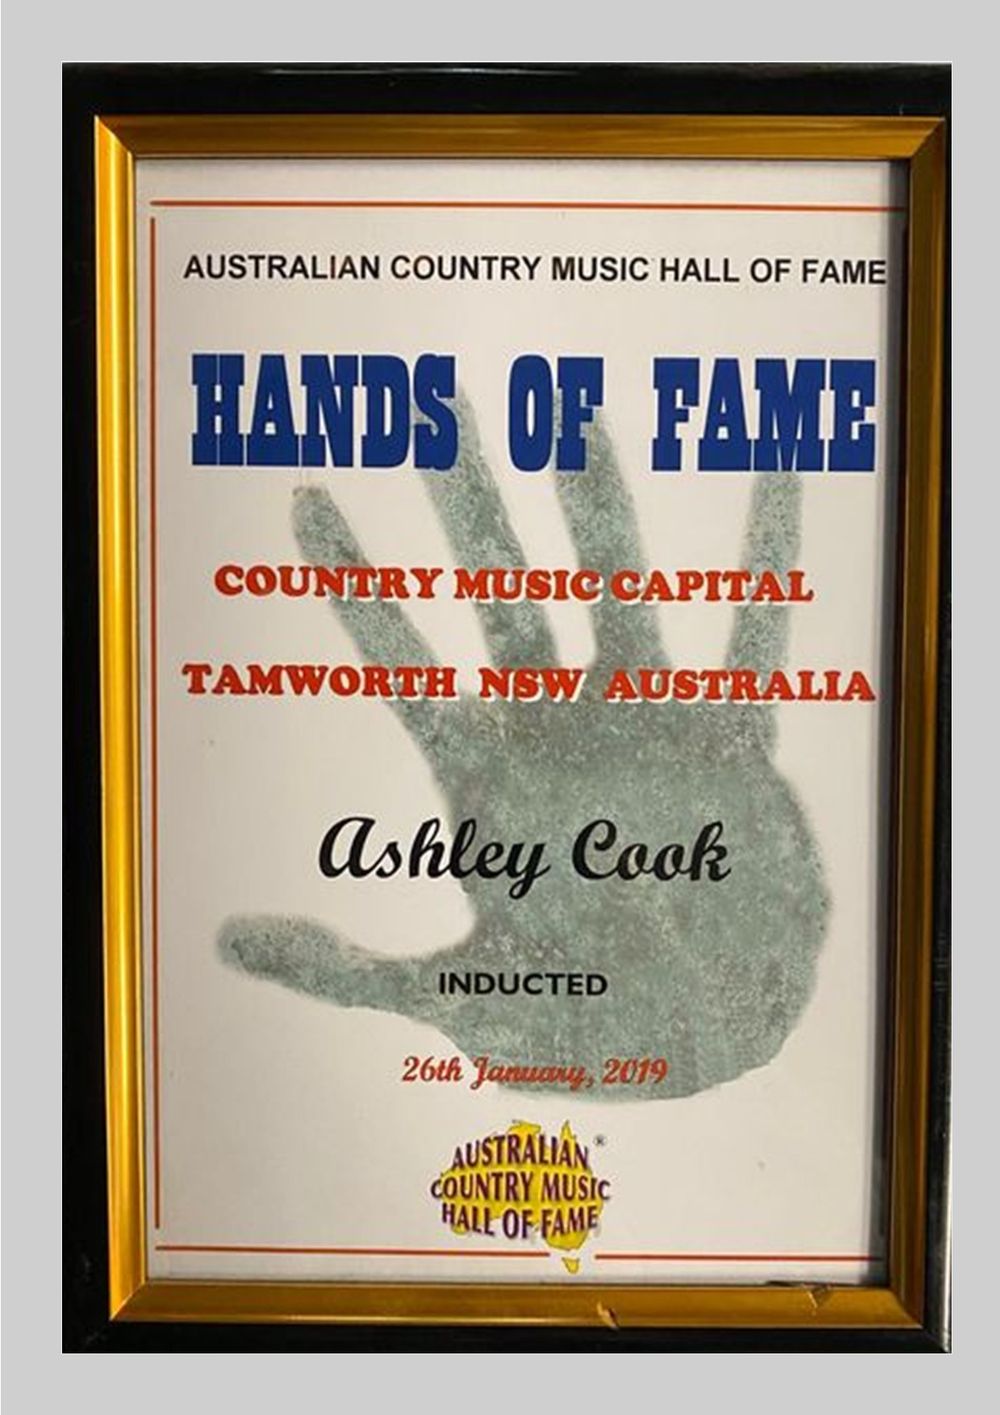 AUSTRALIAN COUNTRY MUSIC HALL OF FAME
HANDS OF FAME
COUNTRY MUSIC CAPITAL
TAMWORTH NSW AUSTRALIA
Ashley Cook
INDUCTED
26th January, 2019
AUSTRALIAN ®
COUNTRY MUSIC
HALL OF FAME